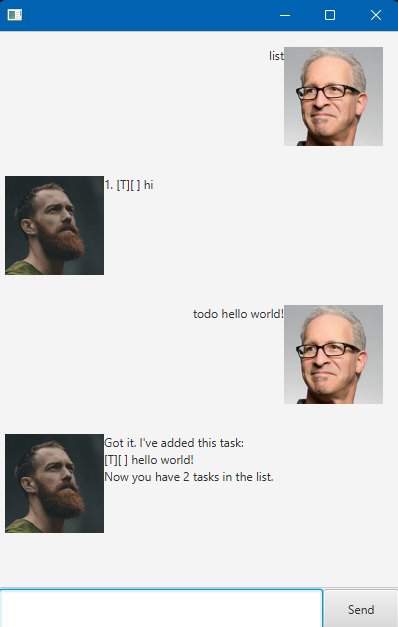 list
1. [T][ ] hi
todo hello world!
Got it. I've added this task:
[T][ ] hello world!
Now you have 2 tasks in the list.
Send